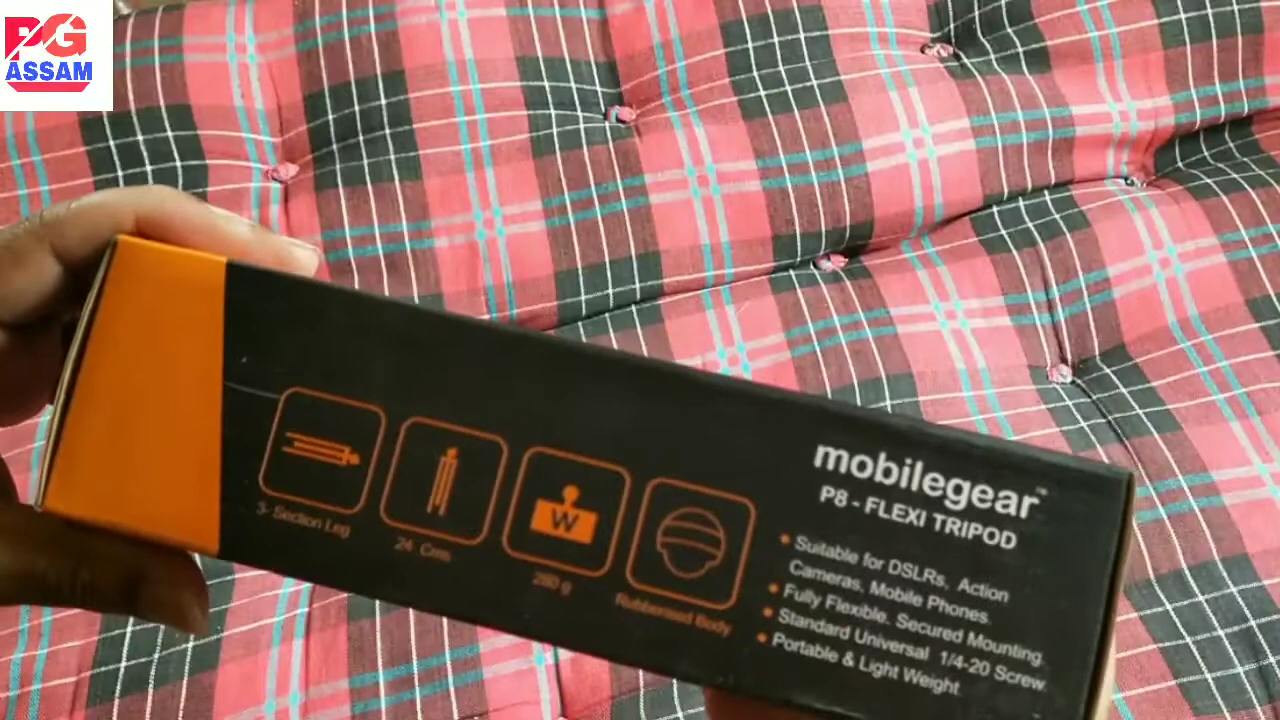 PG
ASSAM
mobilegear™
P8 - FLEXI TRIPOD
• Suitable for DSLRs, Action
Cameras, Mobile Phones.
• Fully Flexible. Secured Mounting.
• Standard Universal 1/4-20 Screw.
• Portable & Light Weight.
3- Section Leg
24 Cms
W
280 g
Rubberised Body